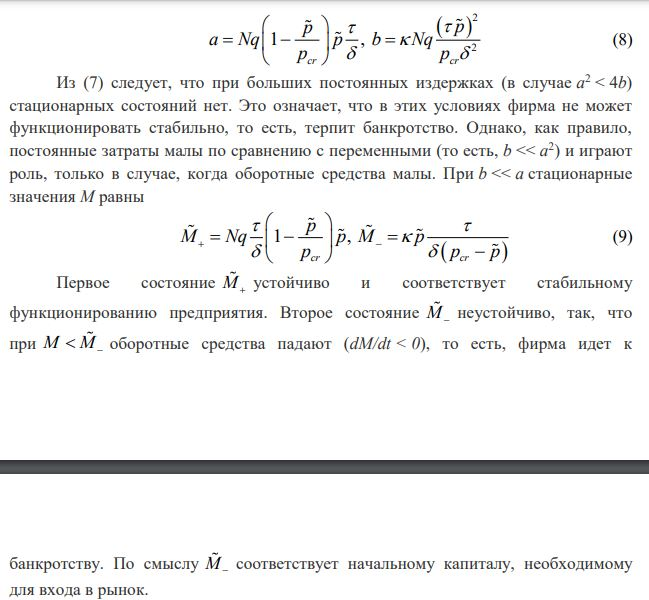 a = Nq(1 − p̃/p_cr) p̃ τ/δ, b = κNq (τp̃)²/(p_cr δ²) (8)
Из (7) следует, что при больших постоянных издержках (в случае a² < 4b)
стационарных состояний нет. Это означает, что в этих условиях фирма не может
функционировать стабильно, то есть, терпит банкротство. Однако, как правило,
постоянные затраты малы по сравнению с переменными (то есть, b << a²) и играют
роль, только в случае, когда оборотные средства малы. При b << a стационарные
значения M равны
M̃₊ = Nq τ/δ (1 − p̃/p_cr) p̃, M̃₋ = κp̃ τ/(δ(p_cr − p̃)) (9)
Первое состояние M̃₊ устойчиво и соответствует стабильному
функционированию предприятия. Второе состояние M̃₋ неустойчиво, так, что
при M < M̃₋ оборотные средства падают (dM/dt < 0), то есть, фирма идет к
банкротству. По смыслу M̃₋ соответствует начальному капиталу, необходимому
для входа в рынок.